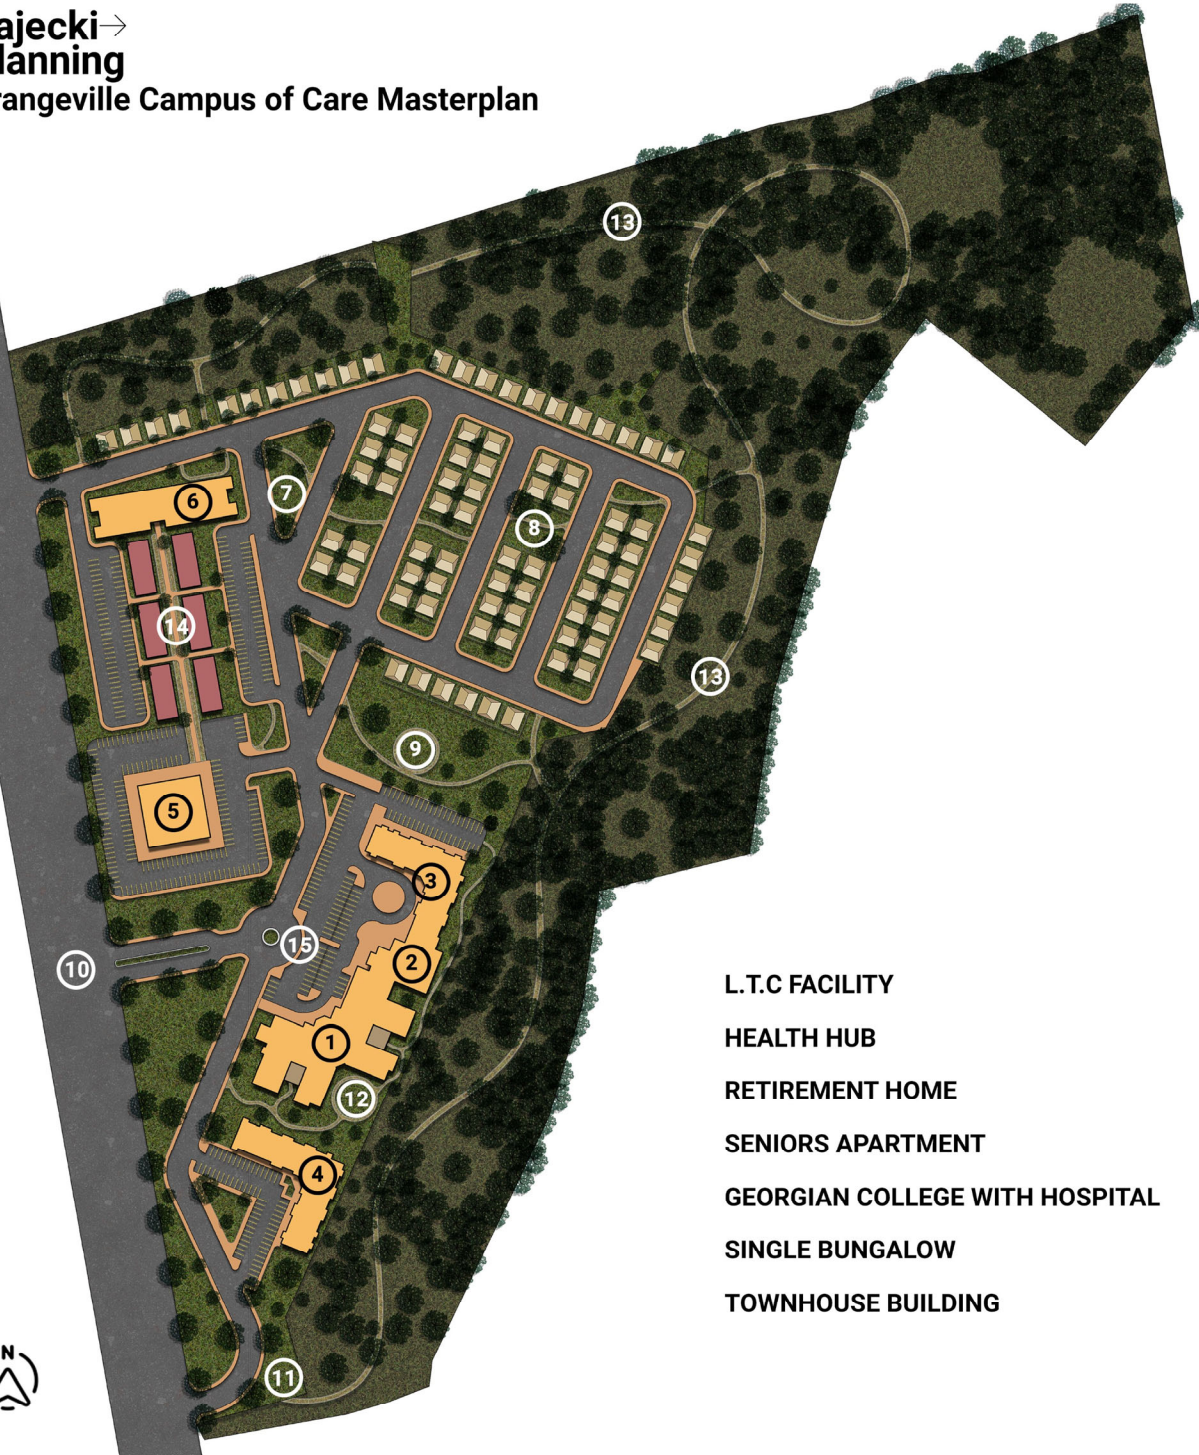 ajecki
lanning
rangeville Campus of Care Masterplan
13
6
7
8
14
13
9
5
3
15
2
10
1
12
4
11
L.T.C FACILITY
HEALTH HUB
RETIREMENT HOME
SENIORS APARTMENT
GEORGIAN COLLEGE WITH HOSPITAL
SINGLE BUNGALOW
TOWNHOUSE BUILDING
N